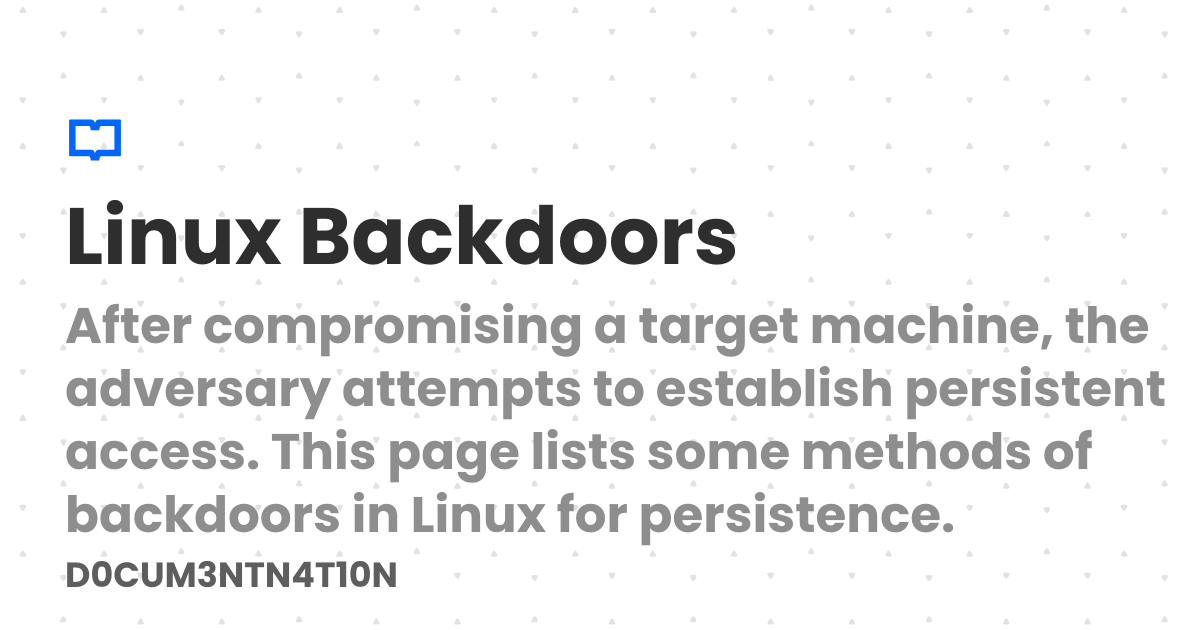 Linux Backdoors
After compromising a target machine, the
adversary attempts to establish persistent
access. This page lists some methods of
backdoors in Linux for persistence.
D0CUM3NTN4T10N